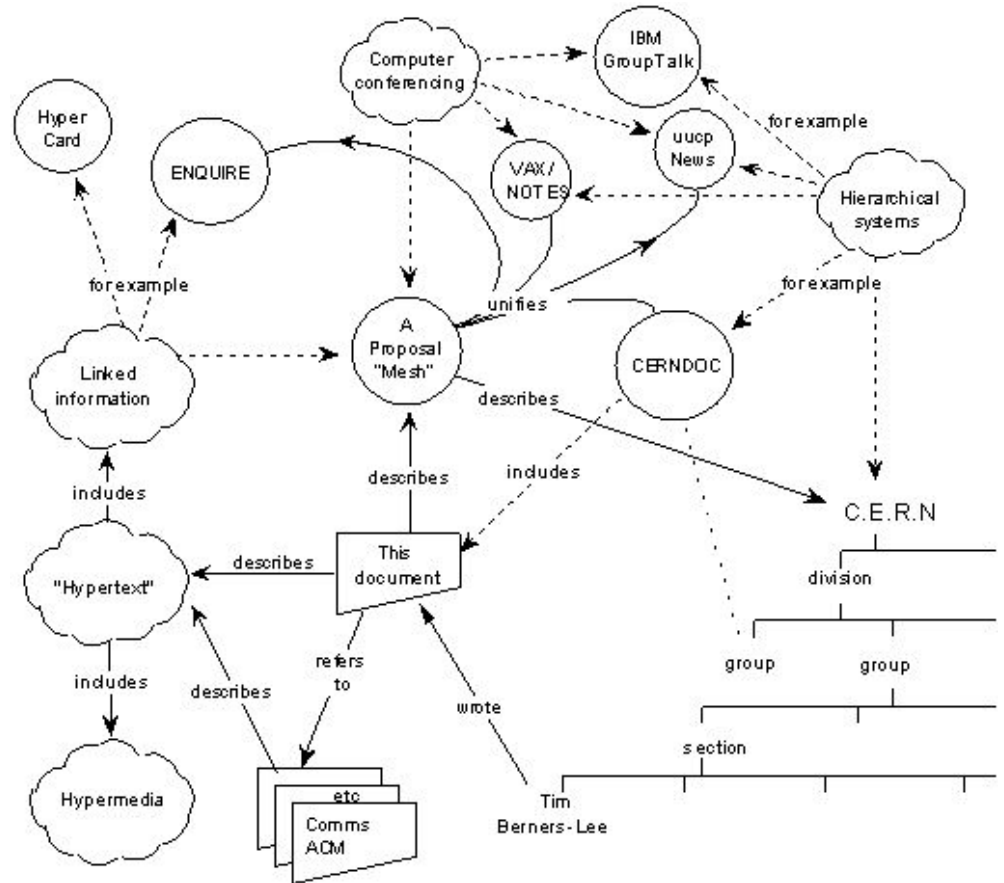 IBM
GroupTalk
Computer
conferencing
Hyper
Card
uucp
News
for example
ENQUIRE
VAX/
NOTES
Hierarchical
systems
for example
for example
unifies
A
Proposal
"Mesh"
CERNDOC
Linked
information
describes
includes
describes
includes
C.E.R.N
This
document
describes
division
"Hypertext"
refers
to
group
group
includes
describes
wrote
section
Hypermedia
etc
Comms
ACM
Tim
Berners-Lee